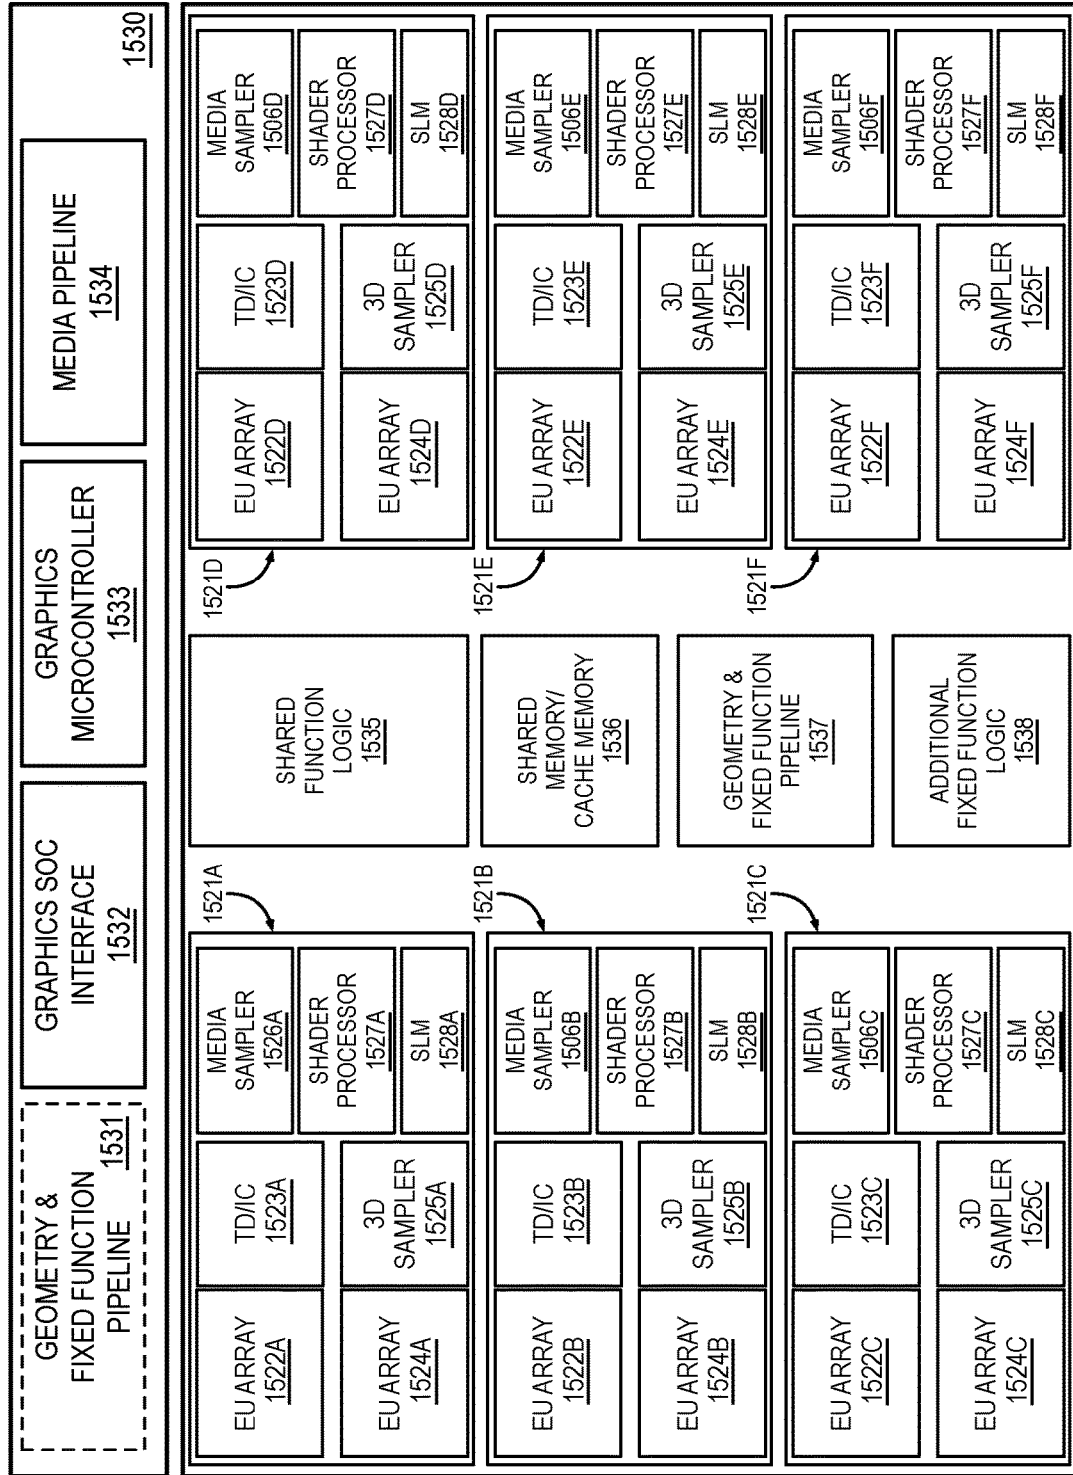 1530
GEOMETRY &
FIXED FUNCTION
PIPELINE
1531
GRAPHICS SOC
INTERFACE
1532
GRAPHICS
MICROCONTROLLER
1533
MEDIA PIPELINE
1534
1521A
EU ARRAY
1522A
TD/IC
1523A
MEDIA
SAMPLER
1526A
SHADER
PROCESSOR
1527A
EU ARRAY
1524A
3D
SAMPLER
1525A
SLM
1528A
1521B
EU ARRAY
1522B
TD/IC
1523B
MEDIA
SAMPLER
1506B
SHADER
PROCESSOR
1527B
EU ARRAY
1524B
3D
SAMPLER
1525B
SLM
1528B
1521C
EU ARRAY
1522C
TD/IC
1523C
MEDIA
SAMPLER
1506C
SHADER
PROCESSOR
1527C
EU ARRAY
1524C
3D
SAMPLER
1525C
SLM
1528C
SHARED
FUNCTION
LOGIC
1535
SHARED
MEMORY/
CACHE MEMORY
1536
GEOMETRY &
FIXED FUNCTION
PIPELINE
1537
ADDITIONAL
FIXED FUNCTION
LOGIC
1538
1521D
EU ARRAY
1522D
TD/IC
1523D
MEDIA
SAMPLER
1506D
SHADER
PROCESSOR
1527D
EU ARRAY
1524D
3D
SAMPLER
1525D
SLM
1528D
1521E
EU ARRAY
1522E
TD/IC
1523E
MEDIA
SAMPLER
1506E
SHADER
PROCESSOR
1527E
EU ARRAY
1524E
3D
SAMPLER
1525E
SLM
1528E
1521F
EU ARRAY
1522F
TD/IC
1523F
MEDIA
SAMPLER
1506F
SHADER
PROCESSOR
1527F
EU ARRAY
1524F
3D
SAMPLER
1525F
SLM
1528F